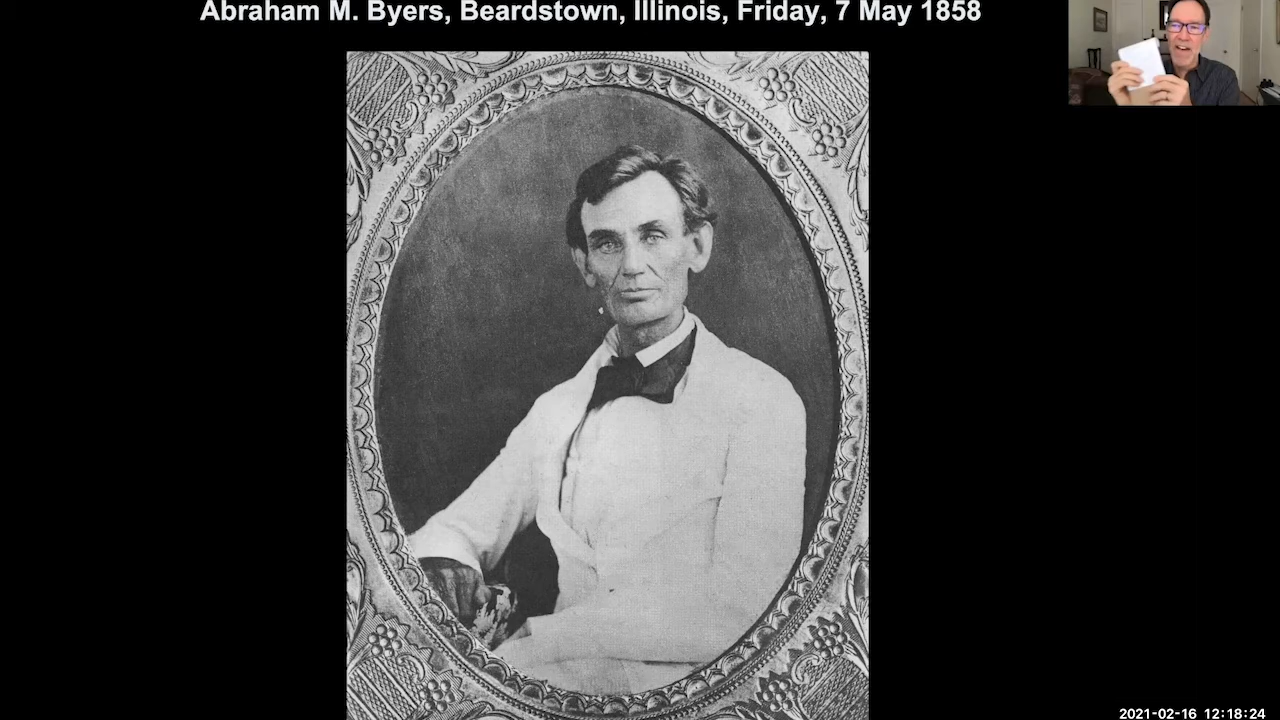 Abraham M. Byers, Beardstown, Illinois, Friday, 7 May 1858
2021-02-16 12:18:24